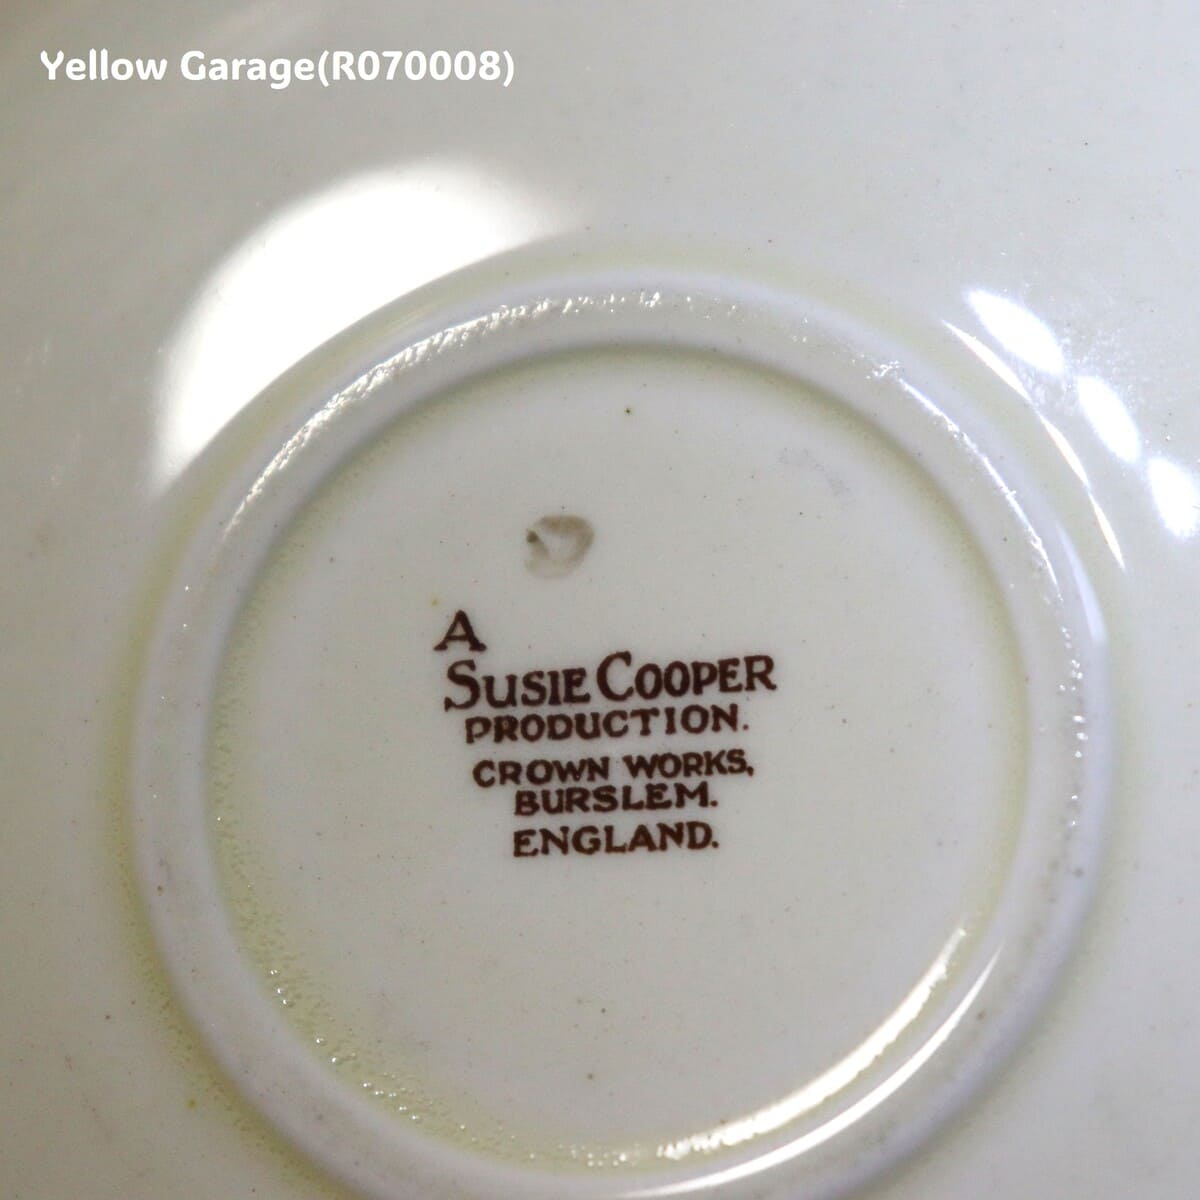 Yellow Garage(R070008)
A
SUSIE COOPER
PRODUCTION.
CROWN WORKS,
BURSLEM.
ENGLAND.